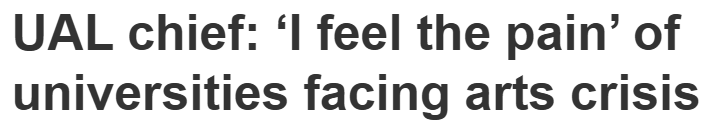 UAL chief: ‘I feel the pain’ of
universities facing arts crisis